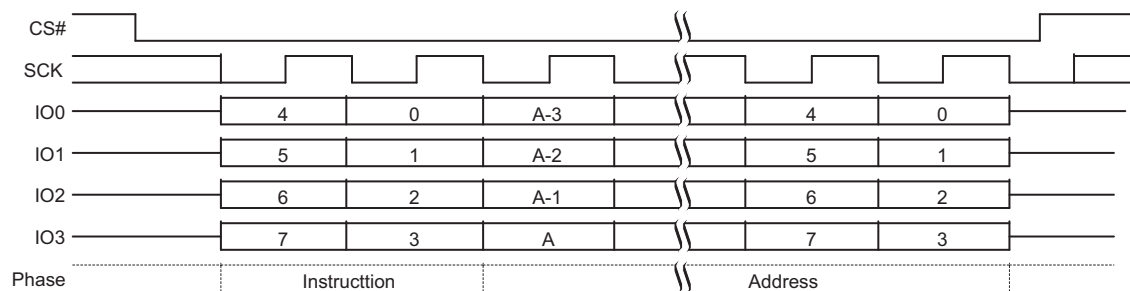 CS#
SCK
IO0 4 0 A-3 4 0
IO1 5 1 A-2 5 1
IO2 6 2 A-1 6 2
IO3 7 3 A 7 3
Phase Instructtion Address